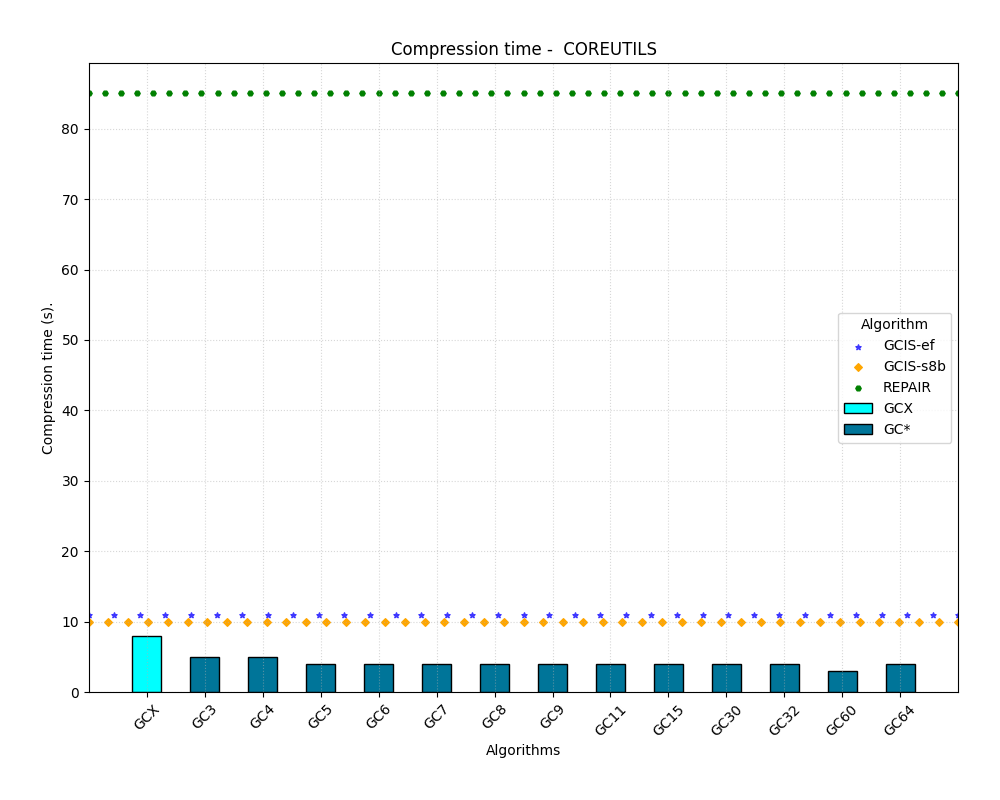 Compression time -  COREUTILS
Compression time (s).
80
70
60
50
40
30
20
10
0
Algorithm
GCIS-ef
GCIS-s8b
REPAIR
GCX
GC*
GCX
GC3
GC4
GC5
GC6
GC7
GC8
GC9
GC11
GC15
GC30
GC32
GC60
GC64
Algorithms